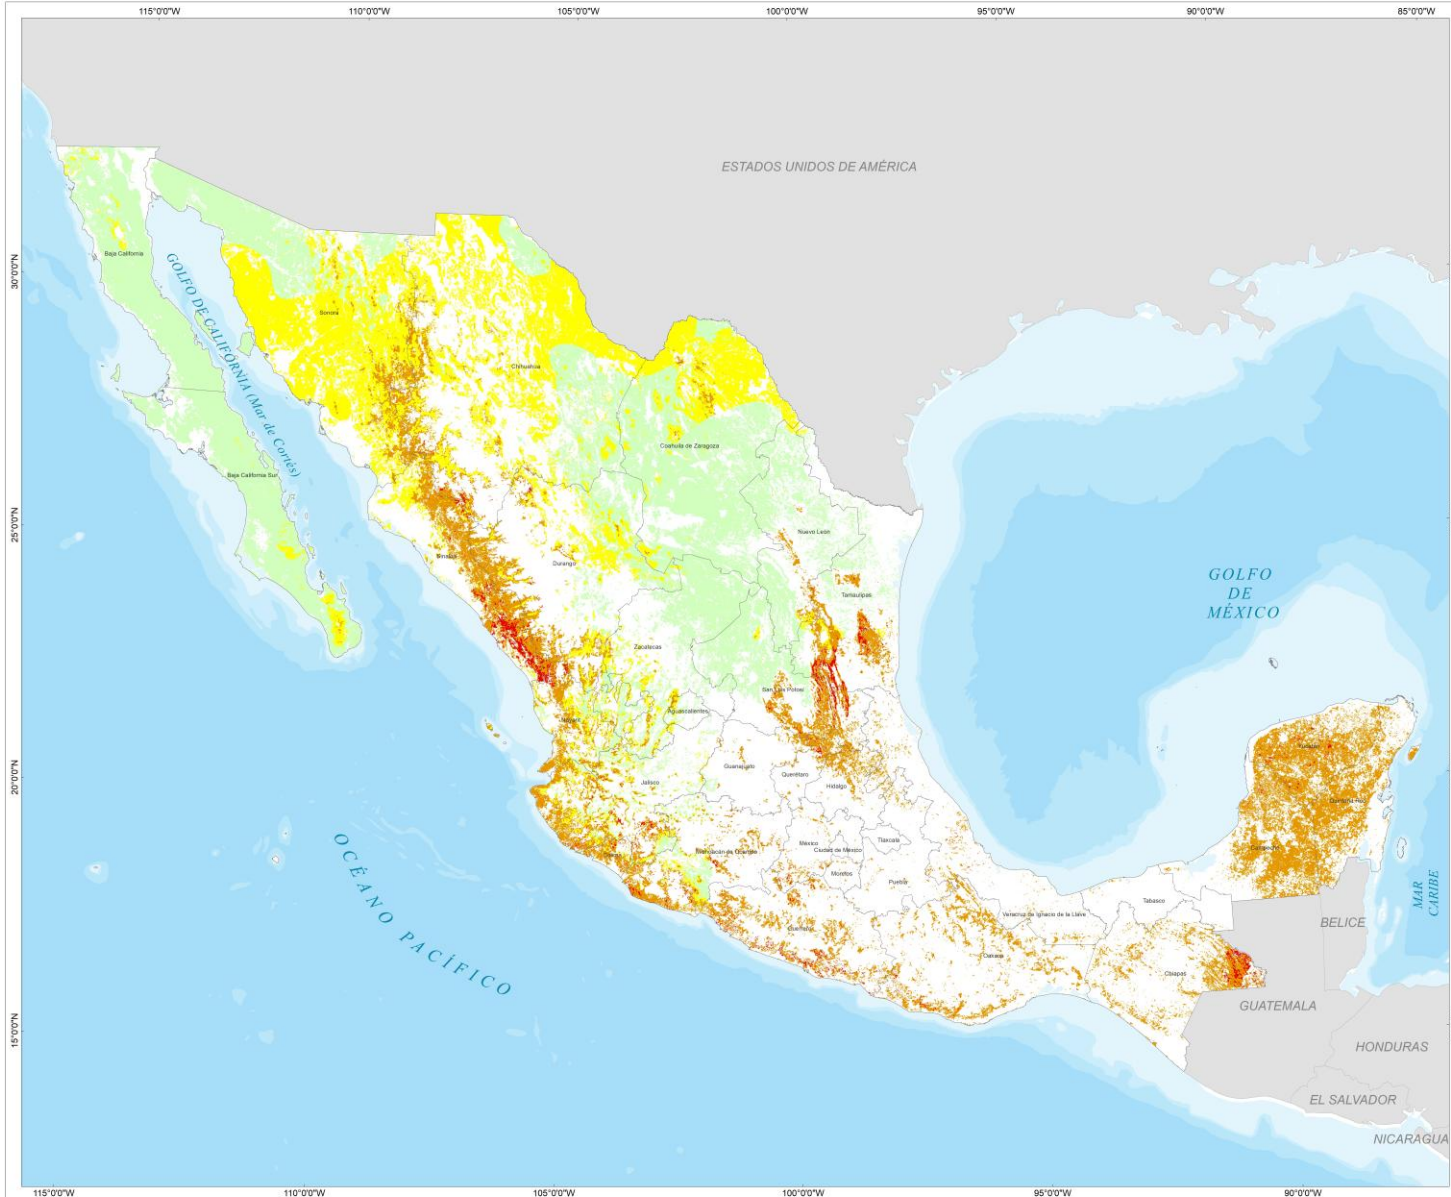 115°0'0"W 110°0'0"W 105°0'0"W 100°0'0"W 95°0'0"W 90°0'0"W 85°0'0"W
ESTADOS UNIDOS DE AMÉRICA
30°0'0"N
25°0'0"N
20°0'0"N
15°0'0"N
Baja California
GOLFO DE CALIFORNIA (Mar de Cortés)
Sonora
Chihuahua
Coahuila de Zaragoza
Baja California Sur
Nuevo León
Sinaloa
Durango
GOLFO
DE
MÉXICO
Tamaulipas
Zacatecas
San Luis Potosí
Aguascalientes
Nayarit
Yucatán
Guanajuato
Querétaro
Jalisco
Hidalgo
Quintana Roo
OCÉANO PACÍFICO
México
Tlaxcala
Michoacán de Ocampo
Ciudad de México
Campeche
Morelos
Puebla
MAR
CARIBE
Tabasco
Veracruz de Ignacio de la Llave
BELICE
Guerrero
Oaxaca
Chiapas
GUATEMALA
HONDURAS
EL SALVADOR
NICARAGUA
115°0'0"W 110°0'0"W 105°0'0"W 100°0'0"W 95°0'0"W 90°0'0"W